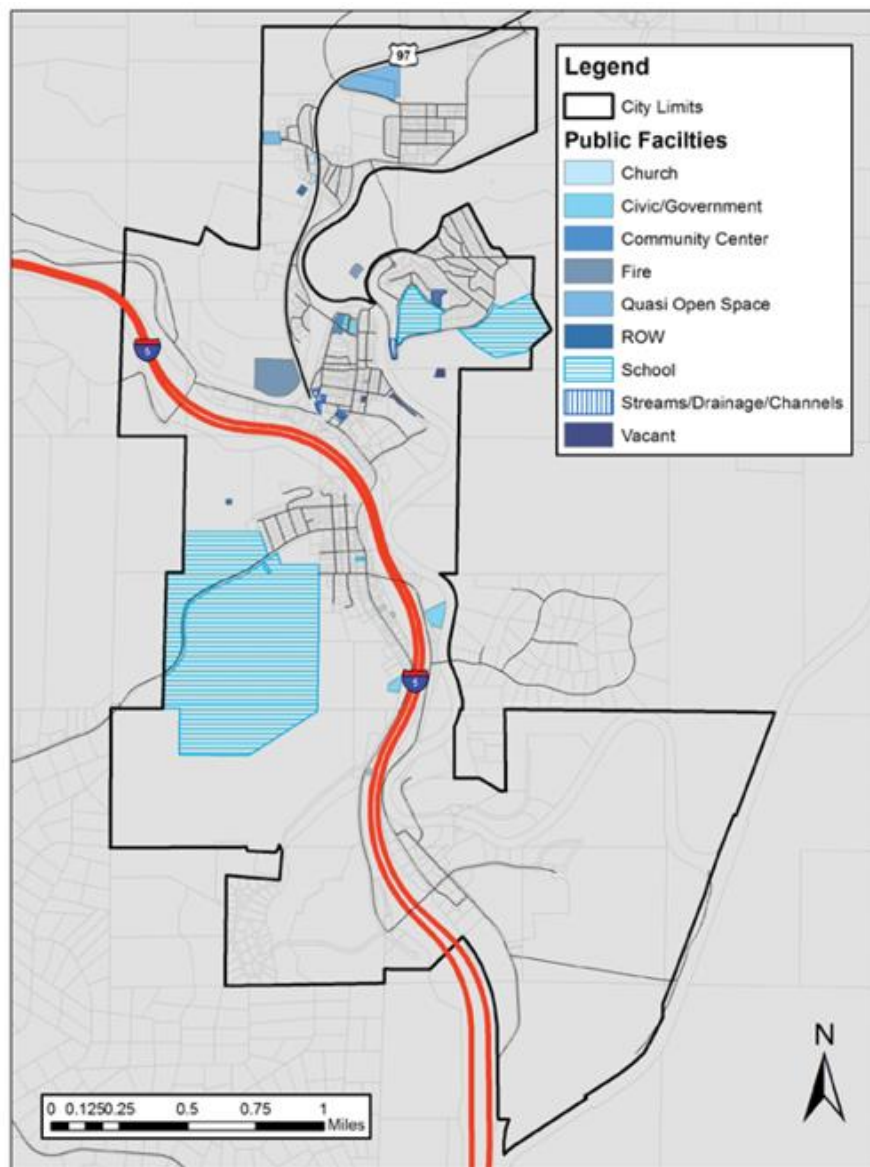 97
Legend
City Limits
Public Facilties
Church
Civic/Government
Community Center
Fire
Quasi Open Space
ROW
School
Streams/Drainage/Channels
Vacant
5
5
N
0 0.1250.25 0.5 0.75 1
Miles